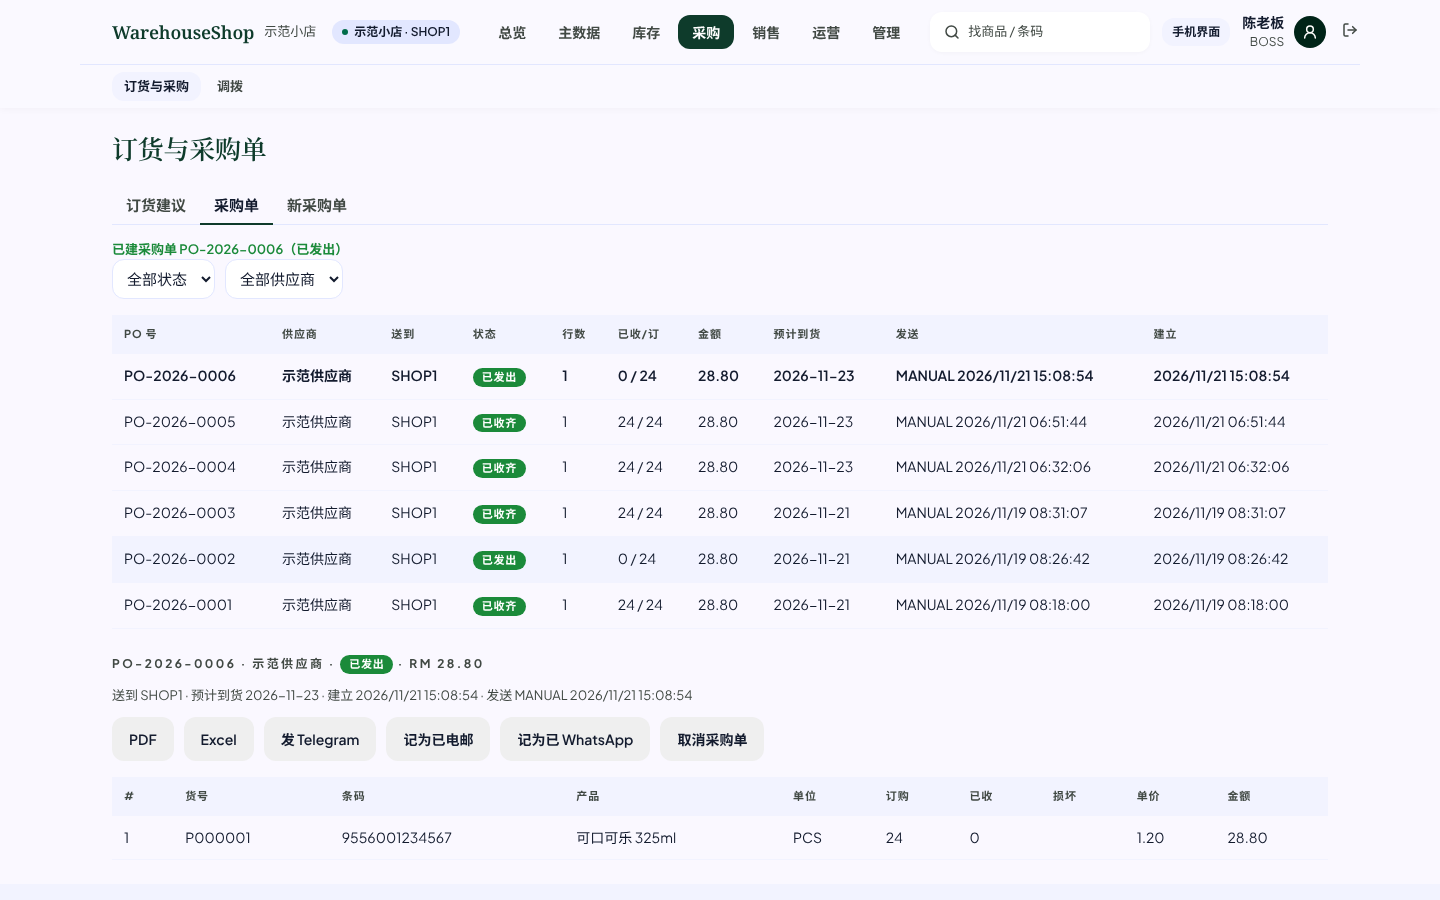 WarehouseShop 示范小店 示范小店 · SHOP1 总览 主数据 库存 采购 销售 运营 管理 找商品 / 条码 手机界面 陈老板 BOSS
订货与采购 调拨
订货与采购单
订货建议 采购单 新采购单
已建采购单 PO-2026-0006（已发出）
全部状态 全部供应商
PO 号 供应商 送到 状态 行数 已收/订 金额 预计到货 发送 建立
PO-2026-0006 示范供应商 SHOP1 已发出 1 0 / 24 28.80 2026-11-23 MANUAL 2026/11/21 15:08:54 2026/11/21 15:08:54
PO-2026-0005 示范供应商 SHOP1 已收齐 1 24 / 24 28.80 2026-11-23 MANUAL 2026/11/21 06:51:44 2026/11/21 06:51:44
PO-2026-0004 示范供应商 SHOP1 已收齐 1 24 / 24 28.80 2026-11-23 MANUAL 2026/11/21 06:32:06 2026/11/21 06:32:06
PO-2026-0003 示范供应商 SHOP1 已收齐 1 24 / 24 28.80 2026-11-21 MANUAL 2026/11/19 08:31:07 2026/11/19 08:31:07
PO-2026-0002 示范供应商 SHOP1 已发出 1 0 / 24 28.80 2026-11-21 MANUAL 2026/11/19 08:26:42 2026/11/19 08:26:42
PO-2026-0001 示范供应商 SHOP1 已收齐 1 24 / 24 28.80 2026-11-21 MANUAL 2026/11/19 08:18:00 2026/11/19 08:18:00
PO-2026-0006 · 示范供应商 · 已发出 · RM 28.80
送到 SHOP1 · 预计到货 2026-11-23 · 建立 2026/11/21 15:08:54 · 发送 MANUAL 2026/11/21 15:08:54
PDF Excel 发 Telegram 记为已电邮 记为已 WhatsApp 取消采购单
# 货号 条码 产品 单位 订购 已收 损坏 单价 金额
1 P000001 9556001234567 可口可乐 325ml PCS 24 0 1.20 28.80